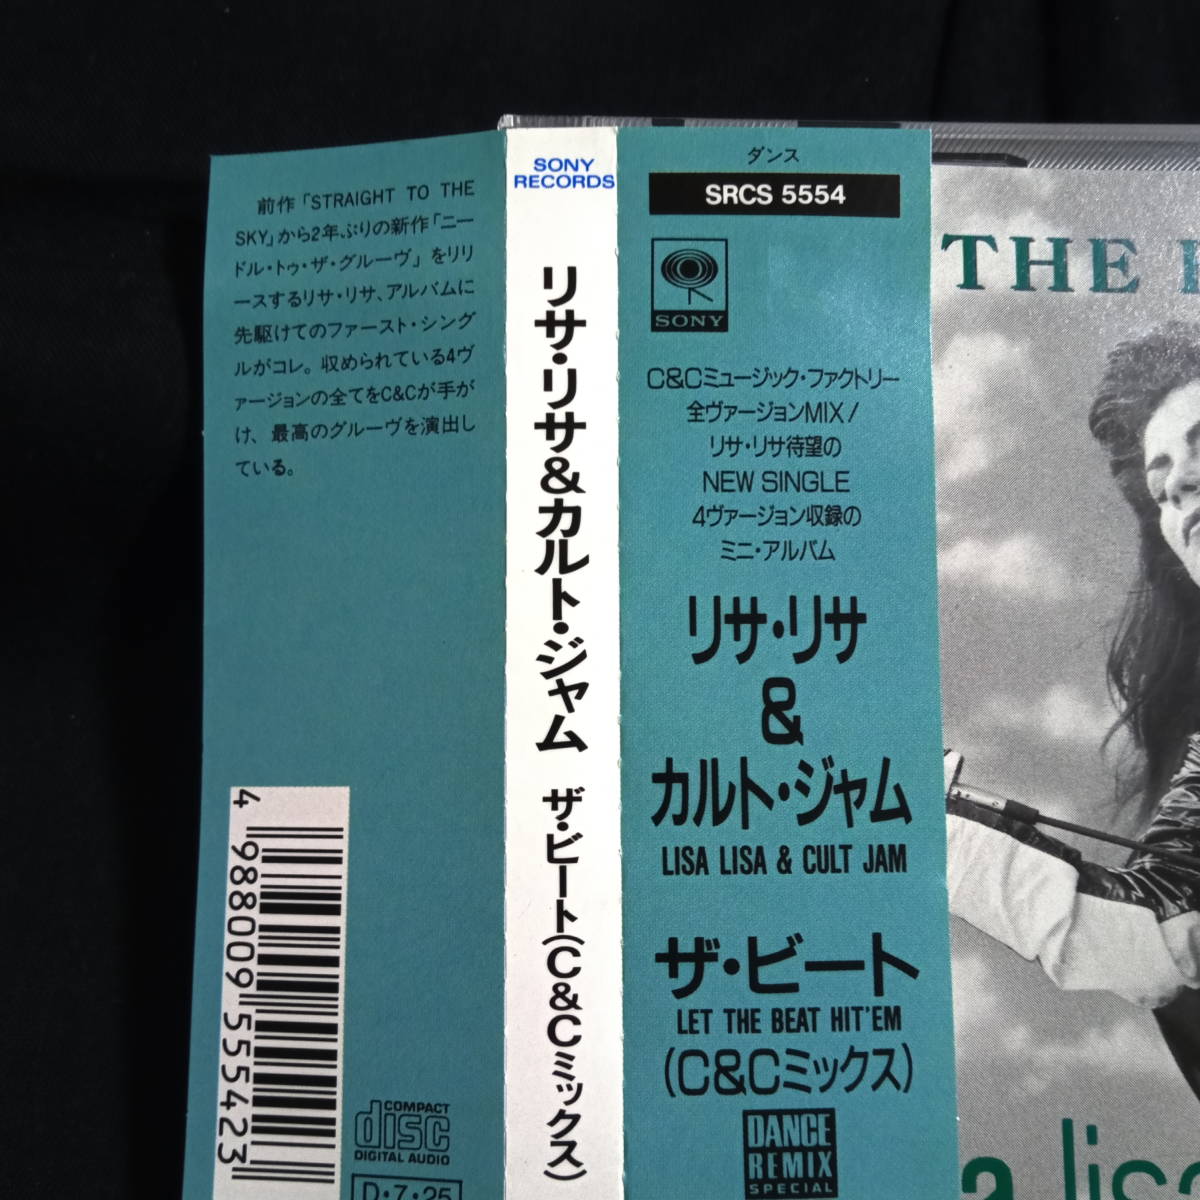 前作「STRAIGHT TO THE
SKY」から2年ぶりの新作「ニー
ドル・トゥ・ザ・グルーヴ」をリリ
ースするリサ・リサ、アルバムに
先駆けてのファースト・シング
ルがコレ。収められている4ヴ
ァージョンの全てをC&Cが手が
け、最高のグルーヴを演出し
ている。
4 988009 555423
COMPACT
disc
DIGITAL AUDIO
D・7・25
SONY
RECORDS
リサ・リサ&カルト・ジャム ザ・ビート(C&Cミックス)
ダンス
SRCS 5554
SONY
C&Cミュージック・ファクトリー
全ヴァージョンMIX/
リサ・リサ待望の
NEW SINGLE
4ヴァージョン収録の
ミニ・アルバム
リサ・リサ
&
カルト・ジャム
LISA LISA & CULT JAM
ザ・ビート
LET THE BEAT HIT'EM
(C&Cミックス)
DANCE
REMIX
SPECIAL
THE
a lis